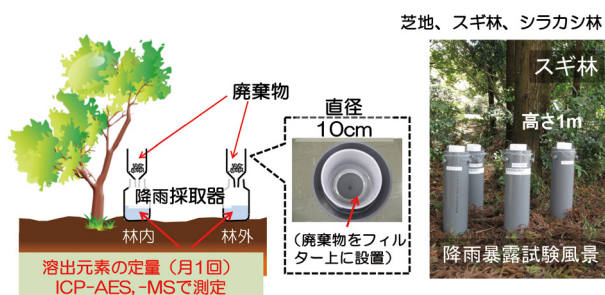 芝地、スギ林、シラカシ林
廃棄物
直径
10cm
スギ林
高さ1m
降雨採取器
林内
林外
(廃棄物をフィル
ター上に設置)
溶出元素の定量(月1回)
ICP-AES,-MSで測定
降雨暴露試験風景